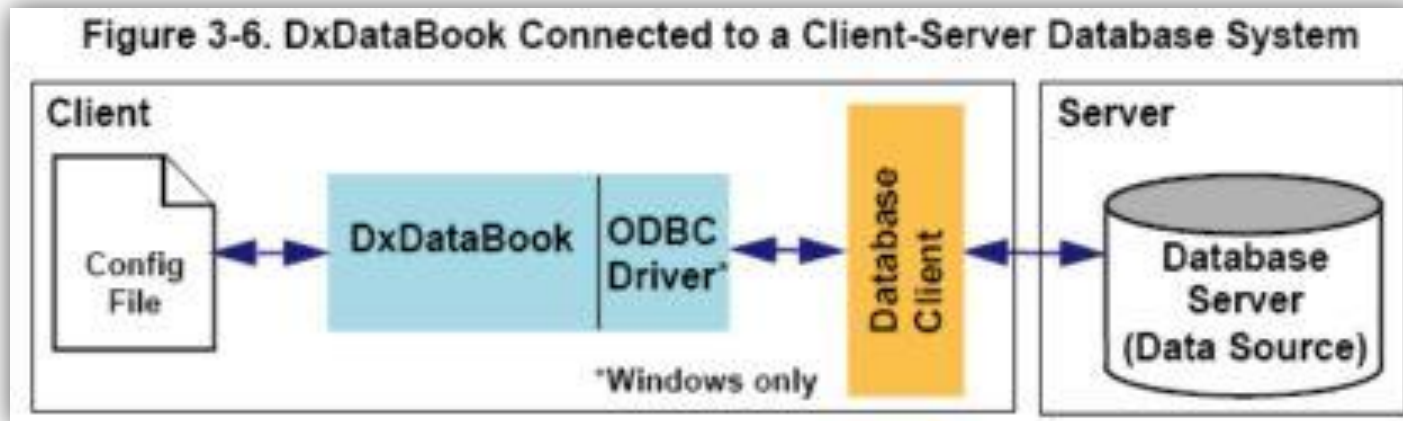 Figure 3-6. DxDataBook Connected to a Client-Server Database System
Client
Config
File
DxDataBook
ODBC
Driver*
*Windows only
Database
Client
Server
Database
Server
(Data Source)